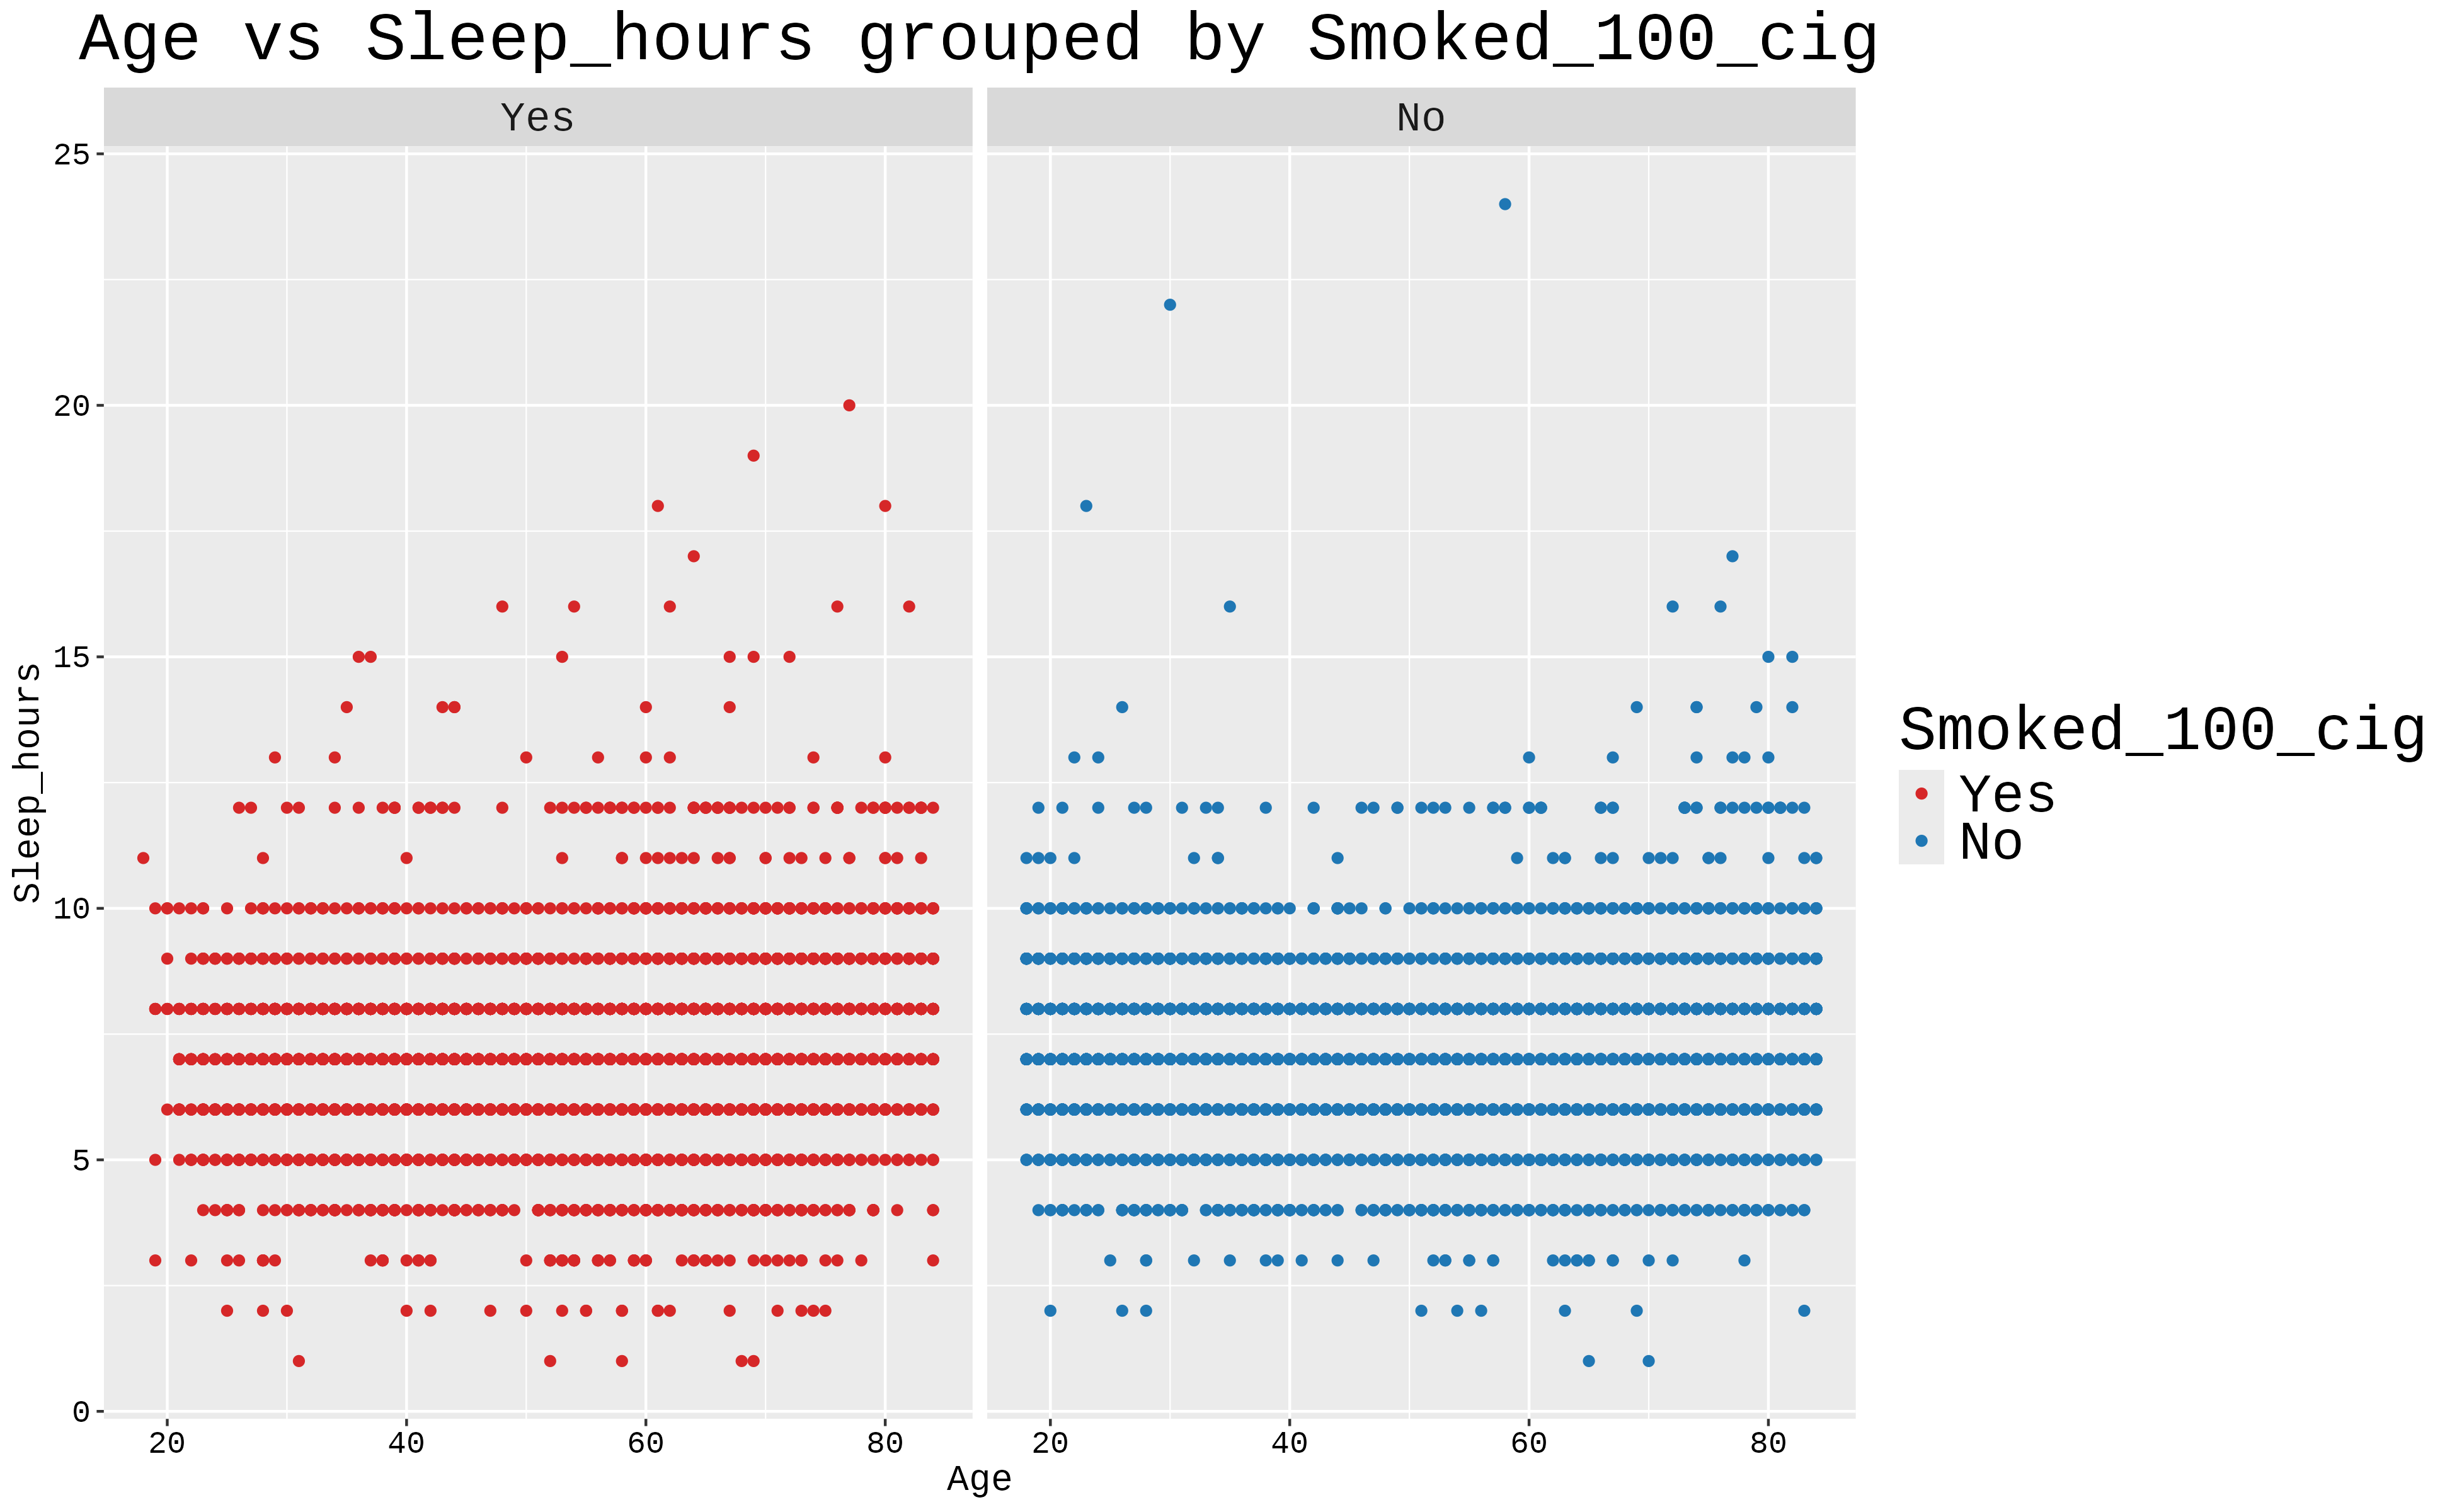 Age vs Sleep_hours grouped by Smoked_100_cig
Yes
No
25
20
15
10
5
0
Sleep_hours
20
40
60
80
20
40
60
80
Age
Smoked_100_cig
Yes
No